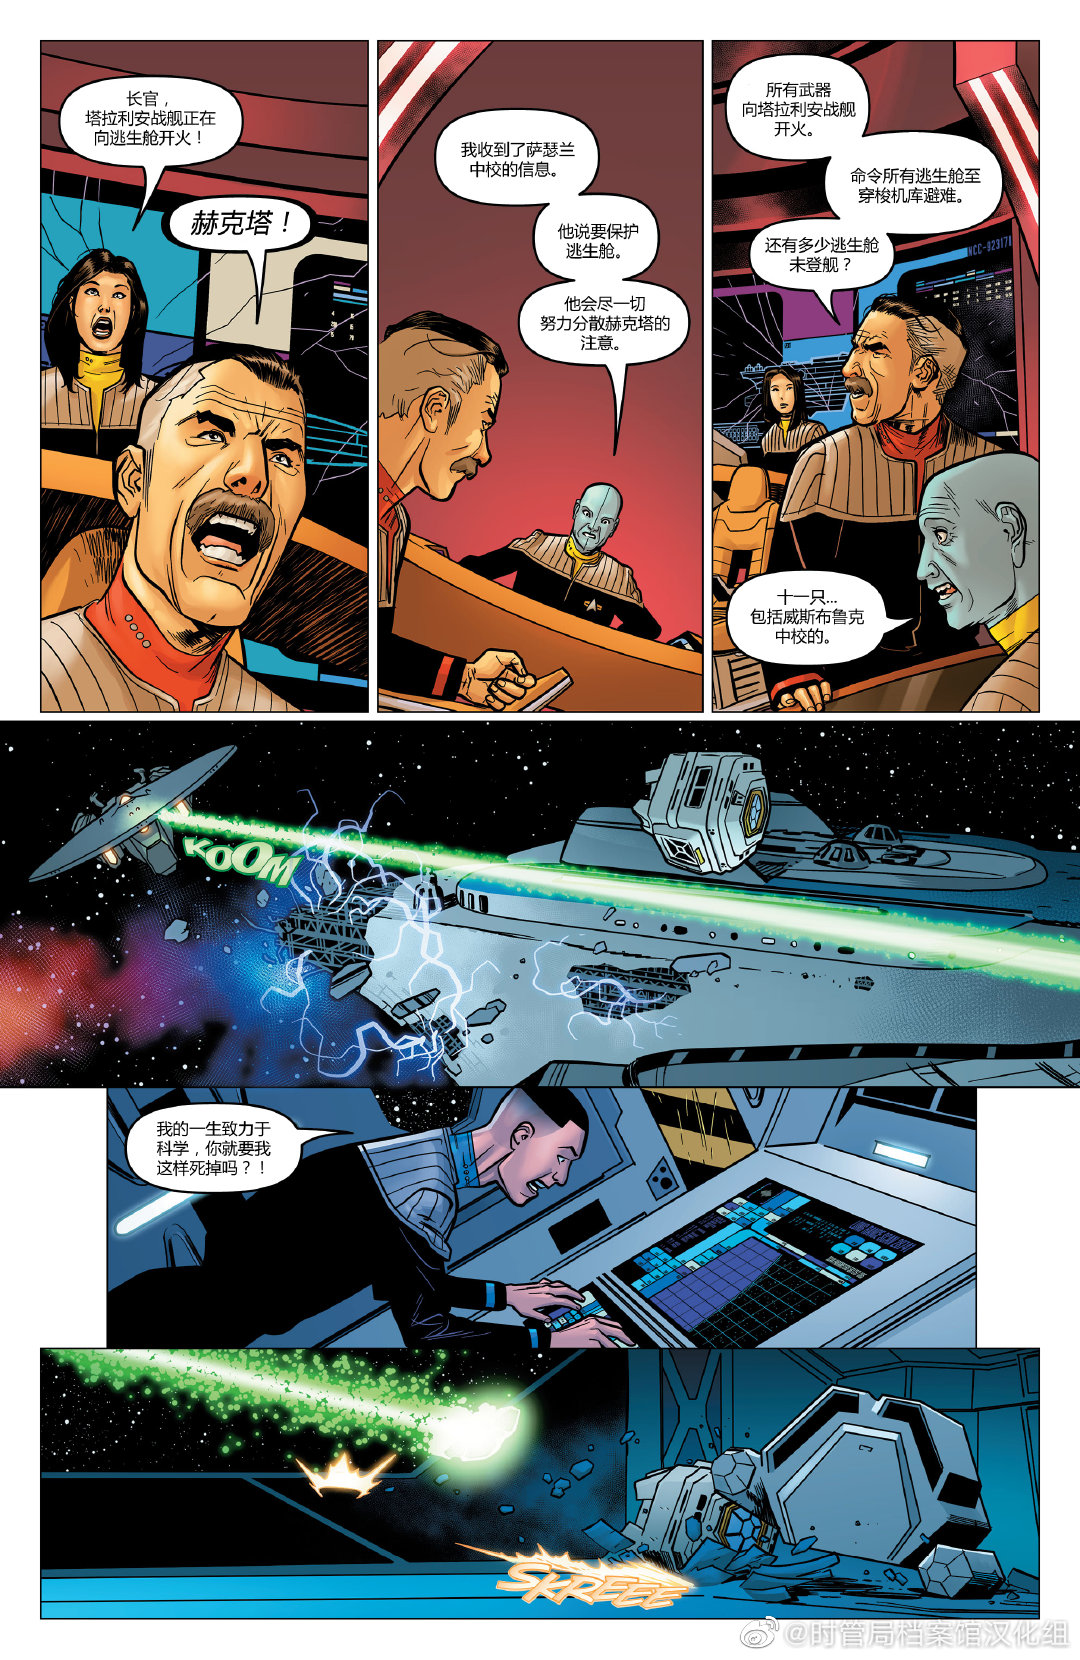 长官，
塔拉利安战舰正在
向逃生舱开火！
赫克塔！
我收到了萨瑟兰
中校的信息。
他说要保护
逃生舱。
他会尽一切
努力分散赫克塔的
注意。
所有武器
向塔拉利安战舰
开火。
命令所有逃生舱至
穿梭机库避难。
还有多少逃生舱
未登舰？
NCC-92317
十一只...
包括威斯布鲁克
中校的。
KOOM
我的一生致力于
科学，你就要我
这样死掉吗？！
SKREEE
@时管局档案馆汉化组